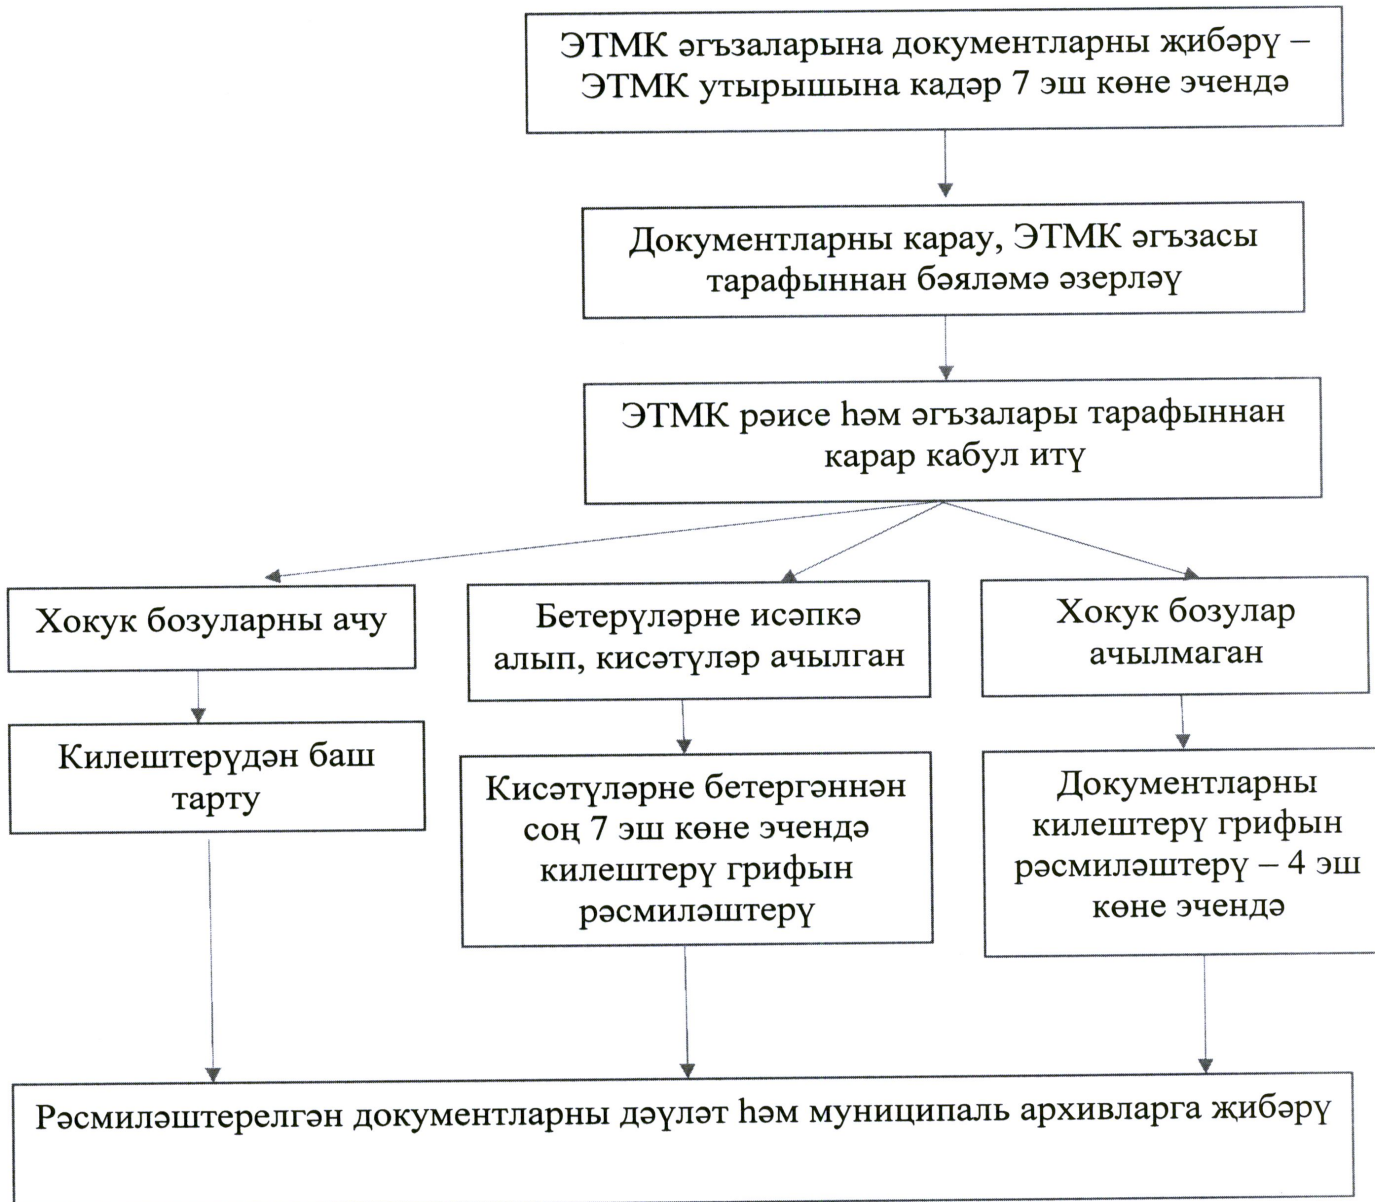 ЭТМК әгъзаларына документларны җибәрү –
ЭТМК утырышына кадәр 7 эш көне эчендә
Документларны карау, ЭТМК әгъзасы
тарафыннан бәяләмә әзерләү
ЭТМК рәисе һәм әгъзалары тарафыннан
карар кабул итү
Хокук бозуларны ачу
Бетерүләрне исәпкә
алып, кисәтүләр ачылган
Хокук бозулар
ачылмаган
Килештерүдән баш
тарту
Кисәтүләрне бетергәннән
соң 7 эш көне эчендә
килештерү грифын
рәсмиләштерү
Документларны
килештерү грифын
рәсмиләштерү – 4 эш
көне эчендә
Рәсмиләштерелгән документларны дәүләт һәм муниципаль архивларга җибәрү